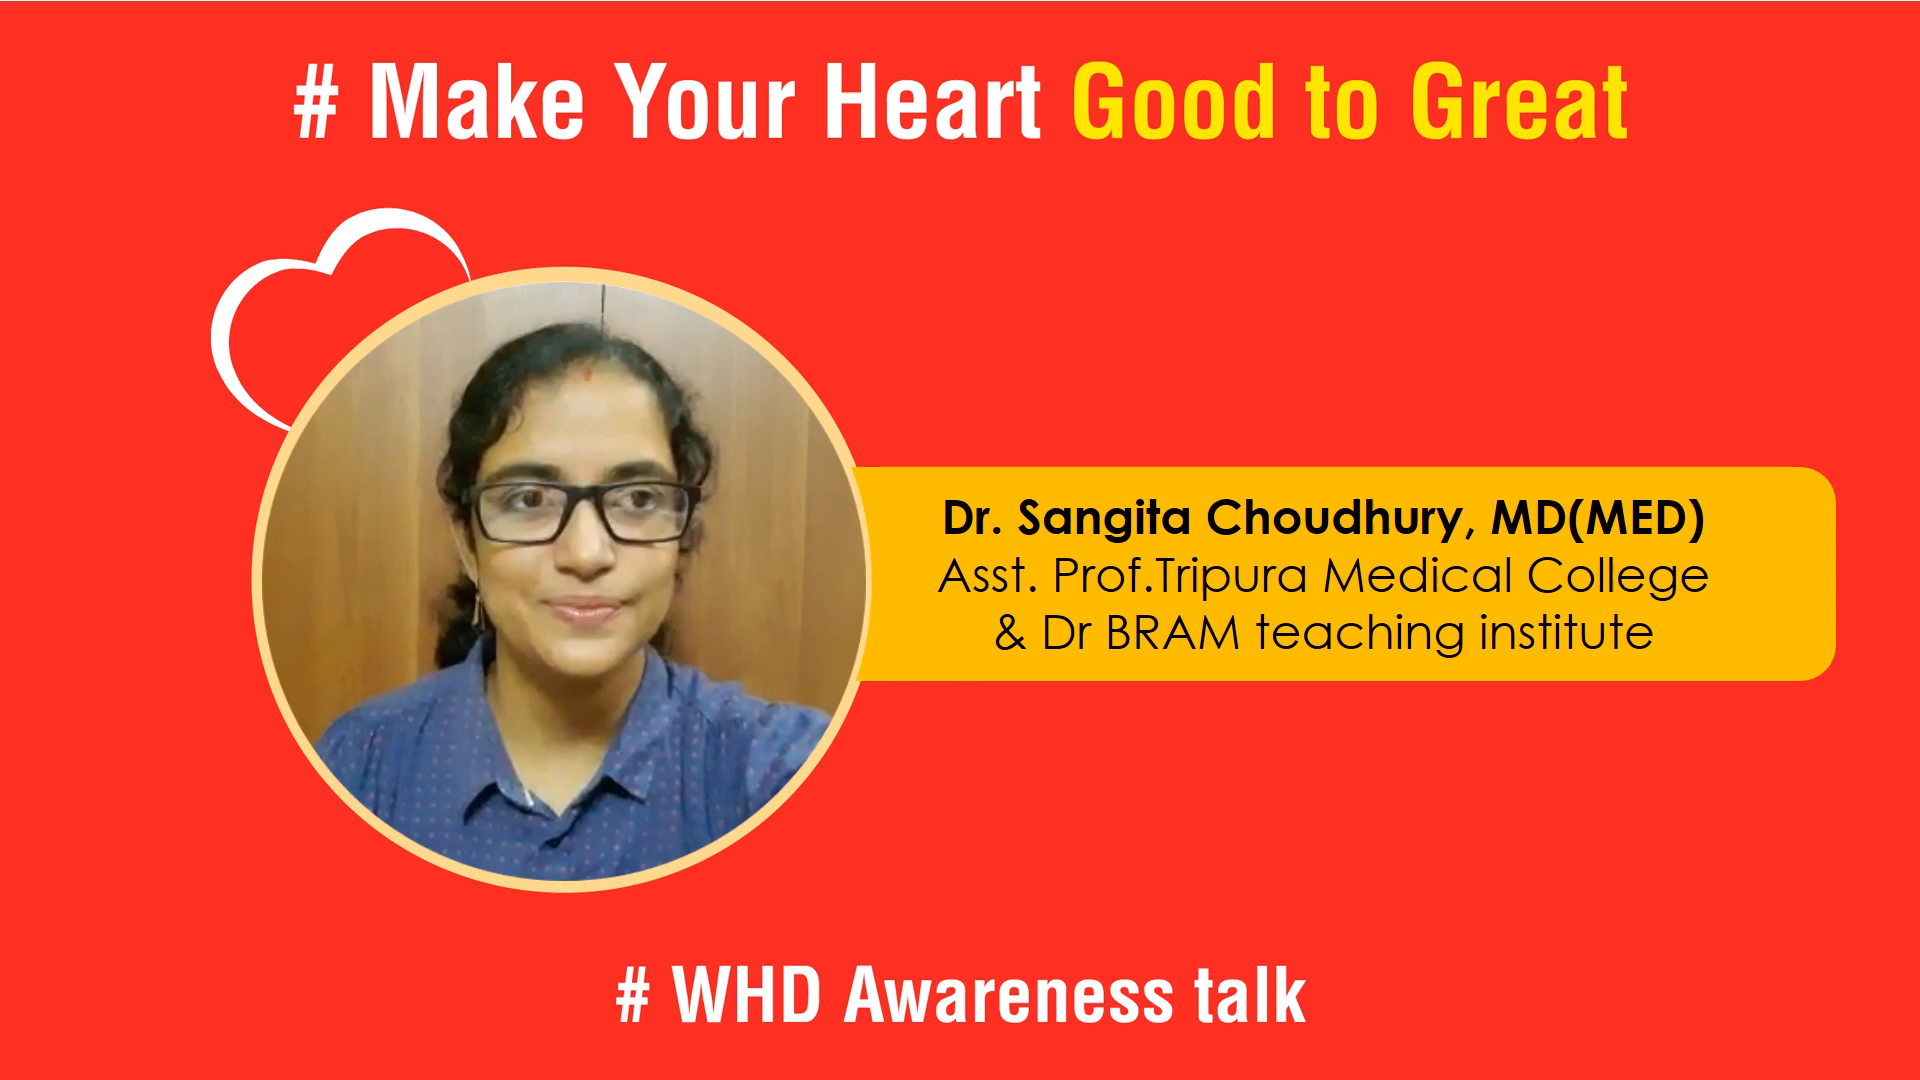 # Make Your Heart Good to Great
Dr. Sangita Choudhury, MD(MED)
Asst. Prof.Tripura Medical College
& Dr BRAM teaching institute
# WHD Awareness talk